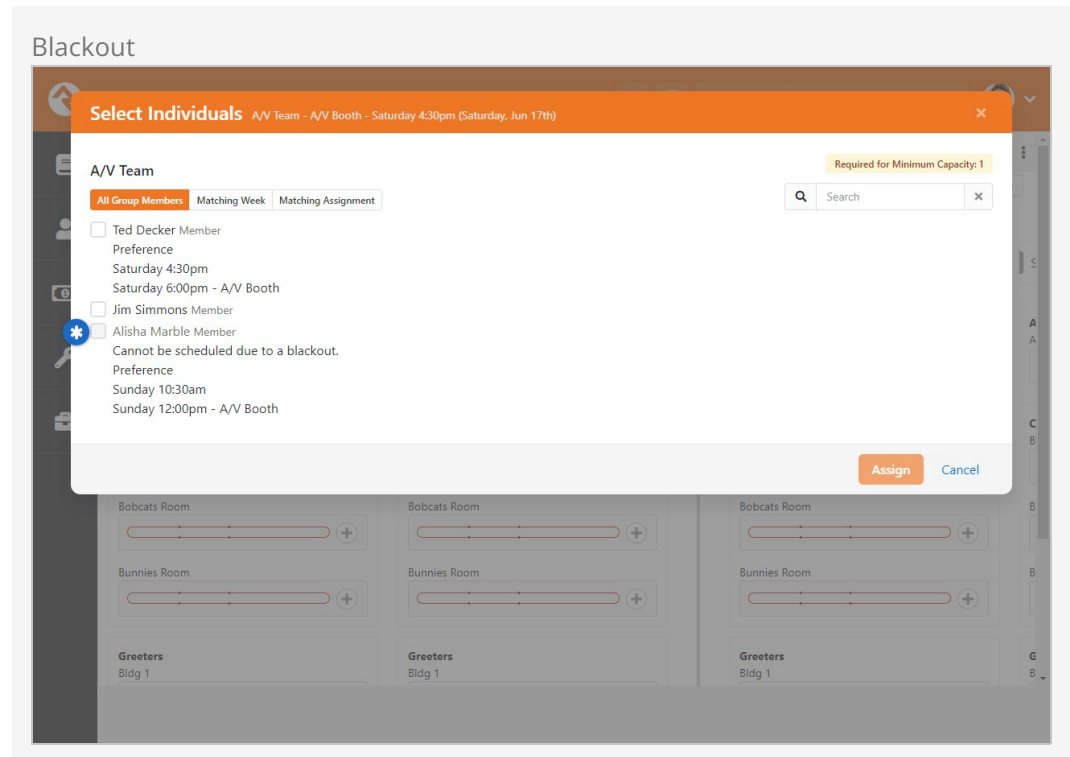 Blackout
Select Individuals A/V Team - A/V Booth - Saturday 4:30pm (Saturday, Jun 17th)
A/V Team
Required for Minimum Capacity: 1
All Group Members Matching Week Matching Assignment
Search
Ted Decker Member
Preference
Saturday 4:30pm
Saturday 6:00pm - A/V Booth
Jim Simmons Member
Alisha Marble Member
Cannot be scheduled due to a blackout.
Preference
Sunday 10:30am
Sunday 12:00pm - A/V Booth
S
A
A
C
B
Assign Cancel
Bobcats Room Bobcats Room Bobcats Room B
Bunnies Room Bunnies Room Bunnies Room B
Greeters Greeters Greeters G
Bldg 1 Bldg 1 Bldg 1 B